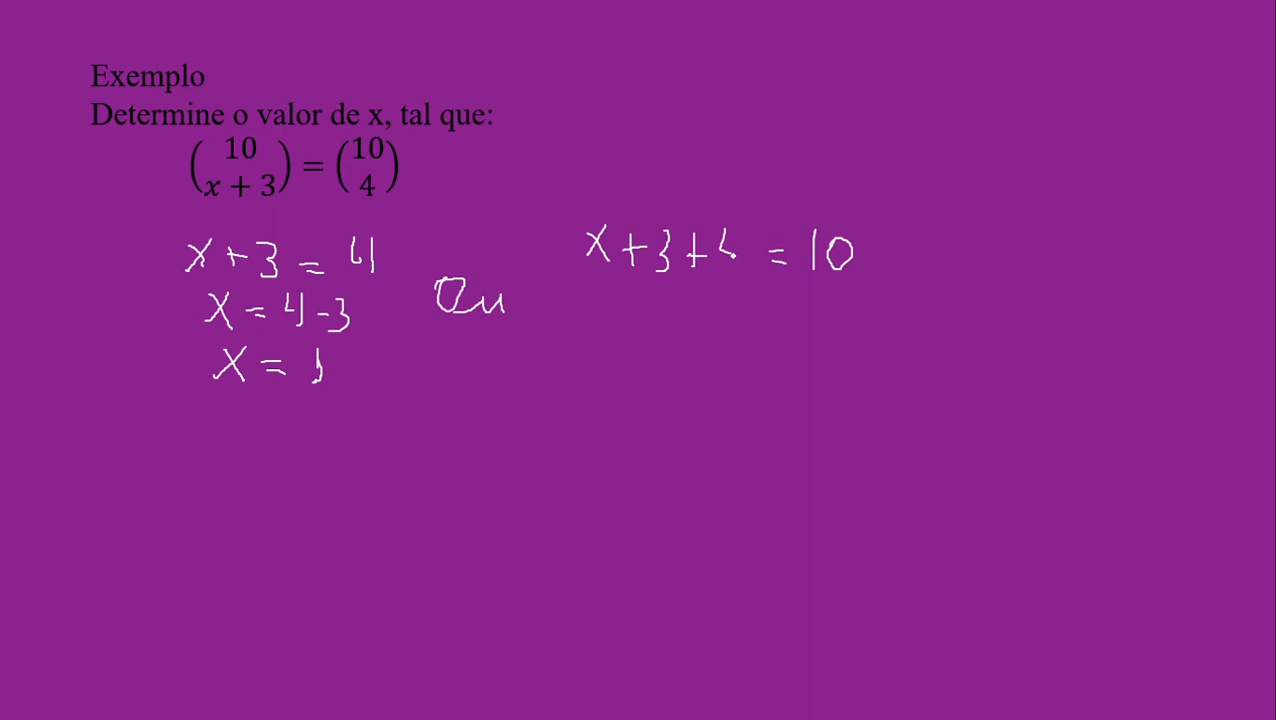 Exemplo
Determine o valor de x, tal que:
(10 x + 3) = (10 4)
x + 3 = 4
x = 4 - 3
x = 1
Ou
x + 3 + 4 = 10